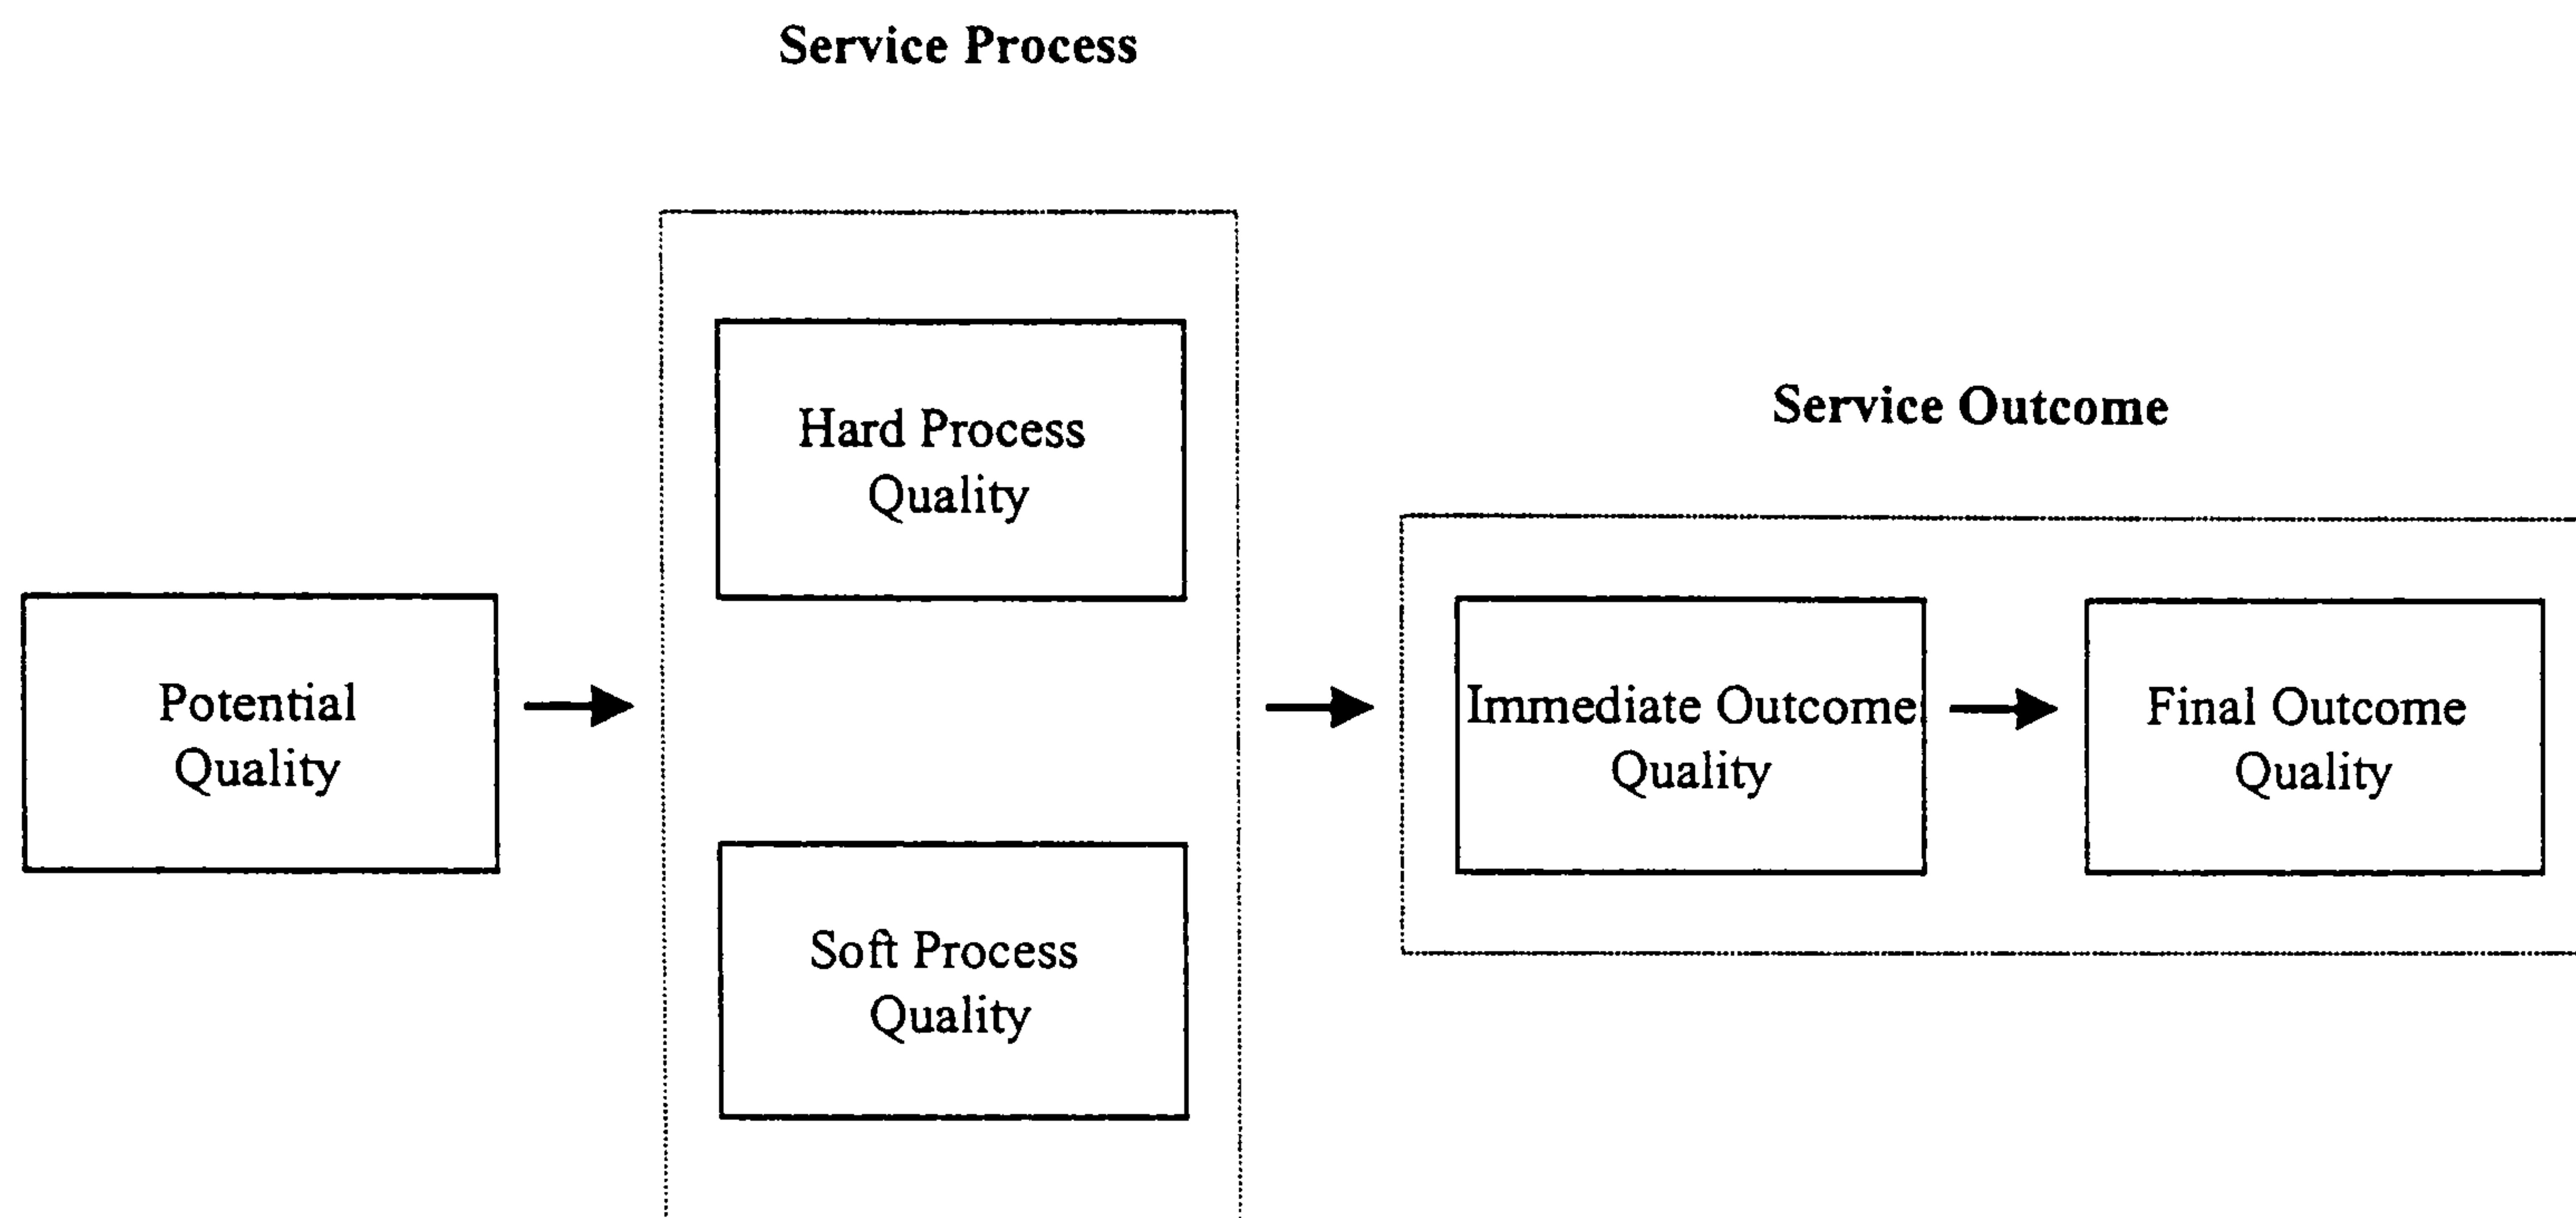 Service Process
Hard Process
Quality
Service Outcome
Potential
Quality
Immediate Outcome
Quality
Final Outcome
Quality
Soft Process
Quality